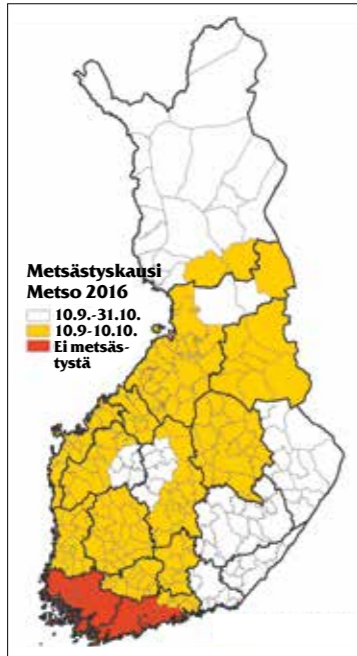 Metsästyskausi
Metso 2016
10.9.-31.10.
10.9-10.10.
Ei metsäs-
tystä